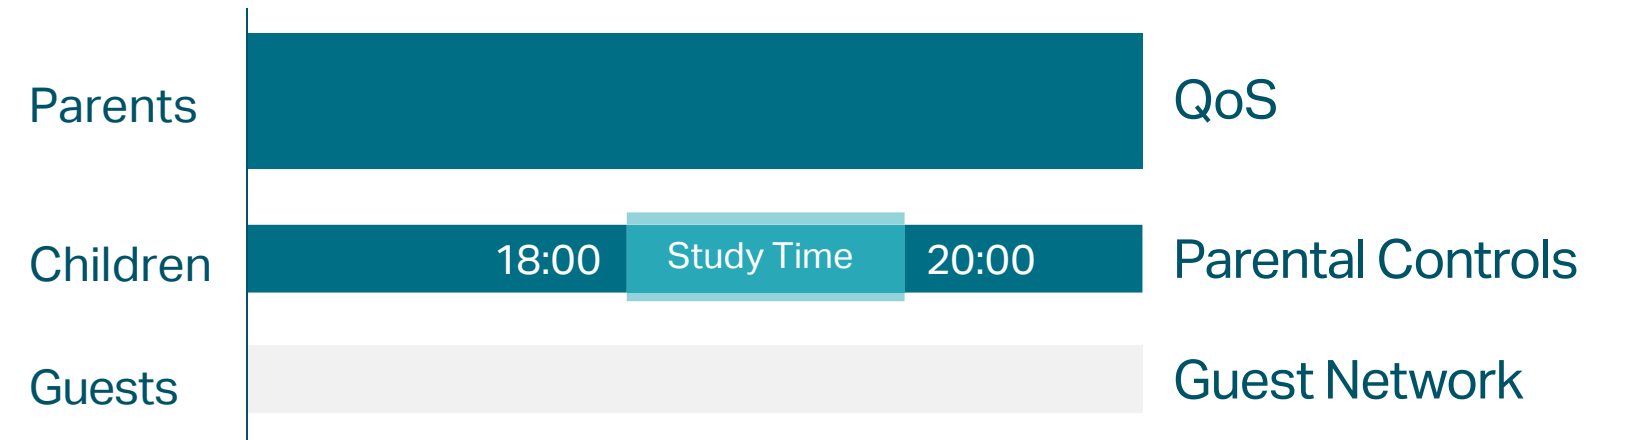 Parents QoS
Children 18:00 Study Time 20:00 Parental Controls
Guests Guest Network